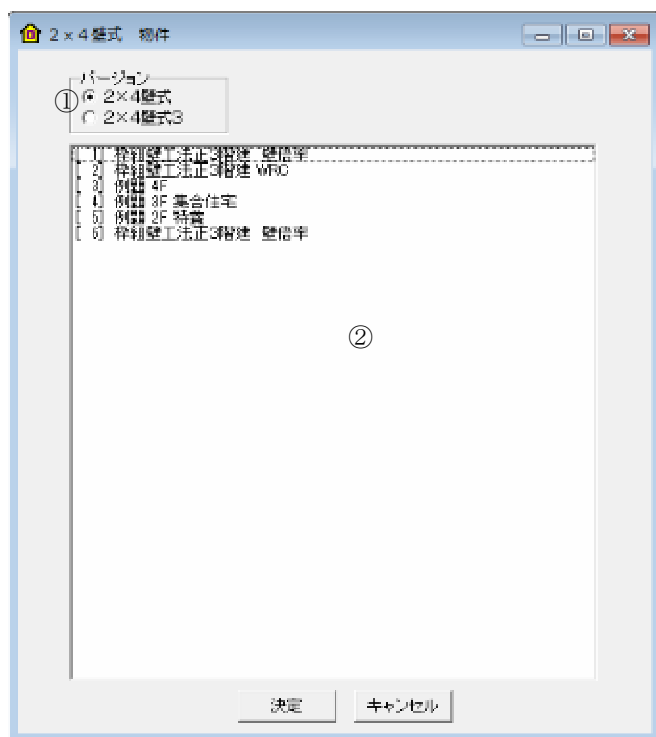 2×4壁式 物件
バージョン
① 2×4壁式
2×4壁式3
[ 1] 枠組壁工法正3階建 壁倍率
[ 2] 枠組壁工法正3階建 WRC
[ 3] 例題 4F
[ 4] 例題 3F 集合住宅
[ 5] 例題 2F 特養
[ 6] 枠組壁工法正3階建 壁倍率
②
決定
キャンセル